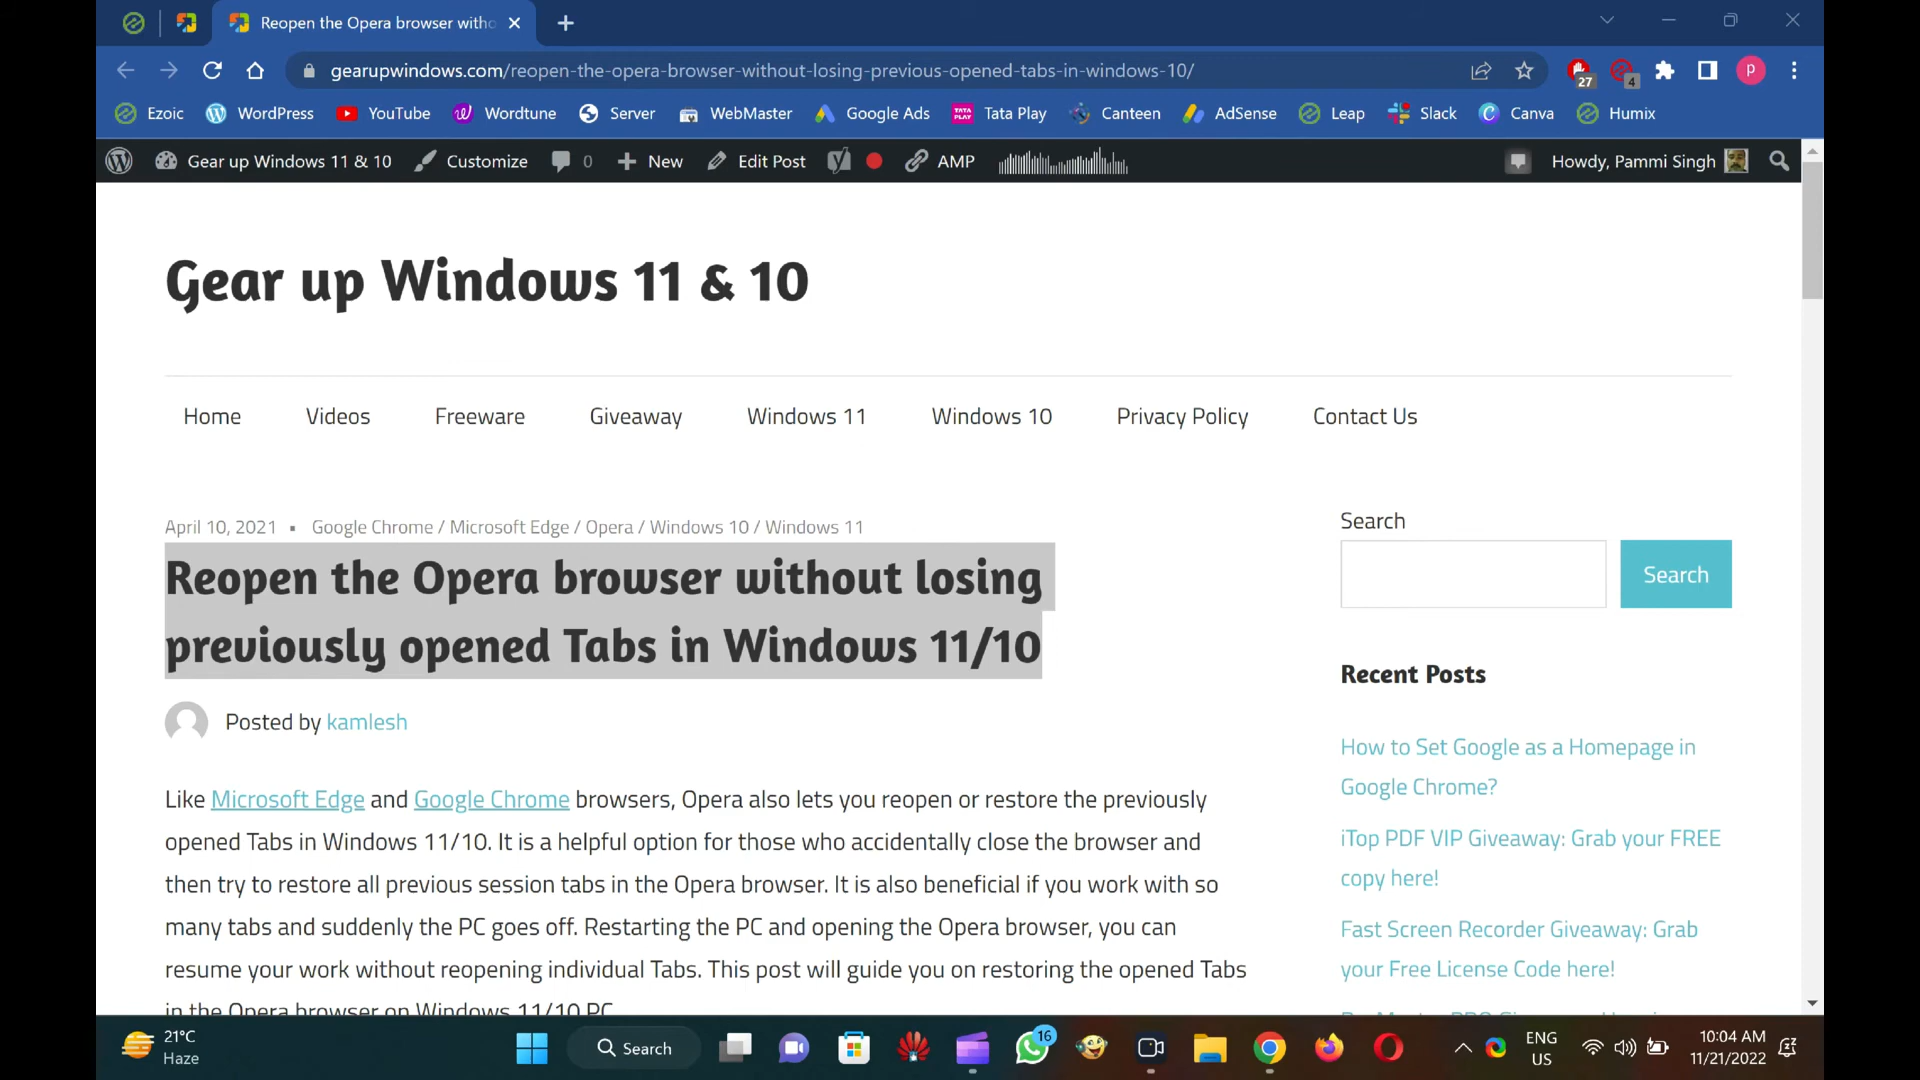 Reopen the Opera browser witho
gearupwindows.com/reopen-the-opera-browser-without-losing-previous-opened-tabs-in-windows-10/
27
4
P
Ezoic WordPress YouTube Wordtune Server WebMaster Google Ads Tata Play Canteen AdSense Leap Slack Canva Humix
Gear up Windows 11 & 10 Customize 0 New Edit Post AMP Howdy, Pammi Singh
Gear up Windows 11 & 10
Home Videos Freeware Giveaway Windows 11 Windows 10 Privacy Policy Contact Us
April 10, 2021 ▪ Google Chrome / Microsoft Edge / Opera / Windows 10 / Windows 11
Reopen the Opera browser without losing
previously opened Tabs in Windows 11/10
Posted by kamlesh
Like Microsoft Edge and Google Chrome browsers, Opera also lets you reopen or restore the previously
opened Tabs in Windows 11/10. It is a helpful option for those who accidentally close the browser and
then try to restore all previous session tabs in the Opera browser. It is also beneficial if you work with so
many tabs and suddenly the PC goes off. Restarting the PC and opening the Opera browser, you can
resume your work without reopening individual Tabs. This post will guide you on restoring the opened Tabs
in the Opera browser on Windows 11/10 PC.
Search
Search
Recent Posts
How to Set Google as a Homepage in
Google Chrome?
iTop PDF VIP Giveaway: Grab your FREE
copy here!
Fast Screen Recorder Giveaway: Grab
your Free License Code here!
21°C
Haze
Search
16
ENG
US
10:04 AM
11/21/2022